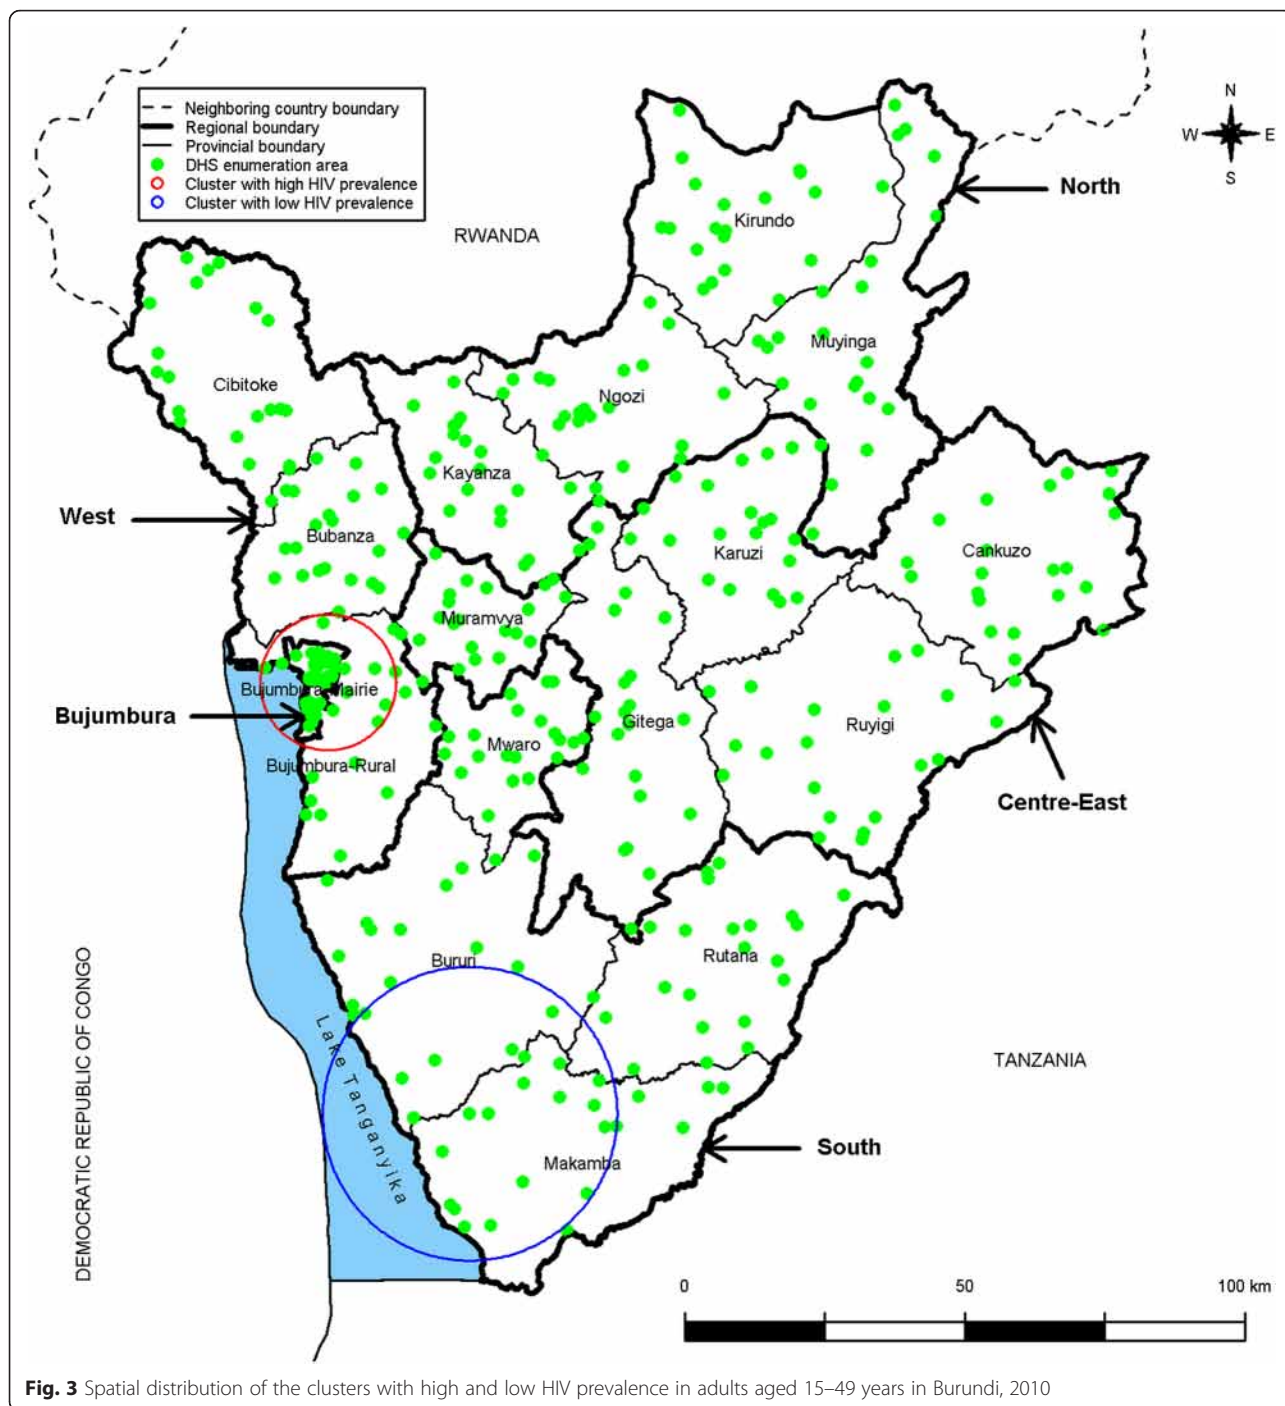 Neighboring country boundary
Regional boundary
Provincial boundary
DHS enumeration area
Cluster with high HIV prevalence
Cluster with low HIV prevalence
N
W E
S
North
RWANDA
Kirundo
Muyinga
Cibitoke
Ngozi
Kayanza
West
Bubanza
Karuzi
Cankuzo
Muramvya
Bujumbura-Mairie
Bujumbura
Gitega
Ruyigi
Mwaro
Bujumbura-Rural
Centre-East
Bururi
Rutana
DEMOCRATIC REPUBLIC OF CONGO
Lake Tanganyika
TANZANIA
South
Makamba
0 50 100 km
Fig. 3 Spatial distribution of the clusters with high and low HIV prevalence in adults aged 15–49 years in Burundi, 2010